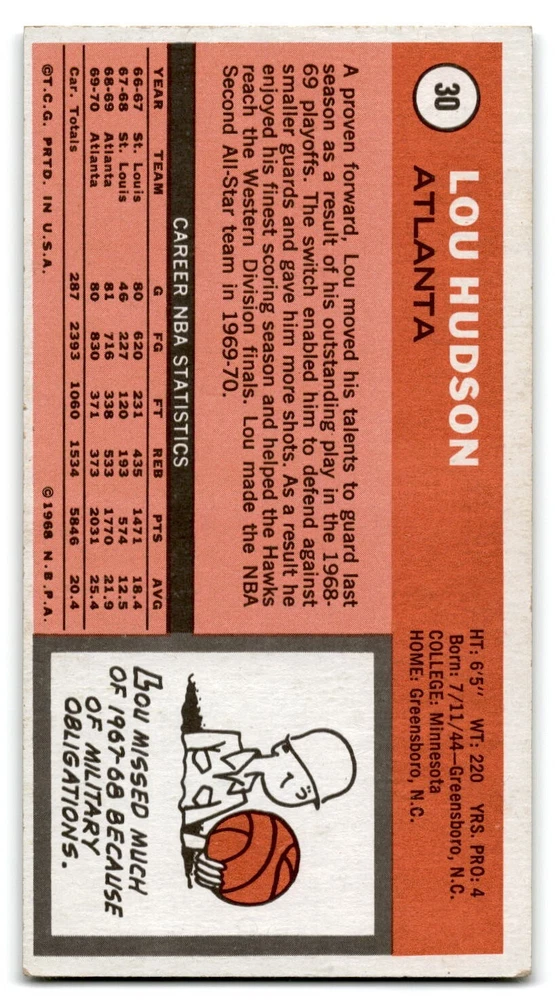 30
LOU HUDSON
ATLANTA
HT: 6'5" WT: 220 YRS. PRO: 4
Born: 7/11/44—Greensboro, N.C.
COLLEGE: Minnesota
HOME: Greensboro, N.C.
A proven forward, Lou moved his talents to guard last
season as a result of his outstanding play in the 1968-
69 playoffs. The switch enabled him to defend against
smaller guards and gave him more shots. As a result he
enjoyed his finest scoring season and helped the Hawks
reach the Western Division finals. Lou made the NBA
Second All-Star team in 1969-70.
CAREER NBA STATISTICS
YEAR TEAM G FG FT REB PTS AVG
66-67 St. Louis 80 620 231 435 1471 18.4
67-68 St. Louis 46 227 120 193 574 12.5
68-69 Atlanta 81 716 338 533 1770 21.9
69-70 Atlanta 80 830 371 373 2031 25.4
Car. Totals 287 2393 1060 1534 5846 20.4
©T.C.G. PRTD. IN U.S.A. ©1968 N.B.P.A.
LOU MISSED MUCH
OF 1967-68 BECAUSE
OF MILITARY
OBLIGATIONS.